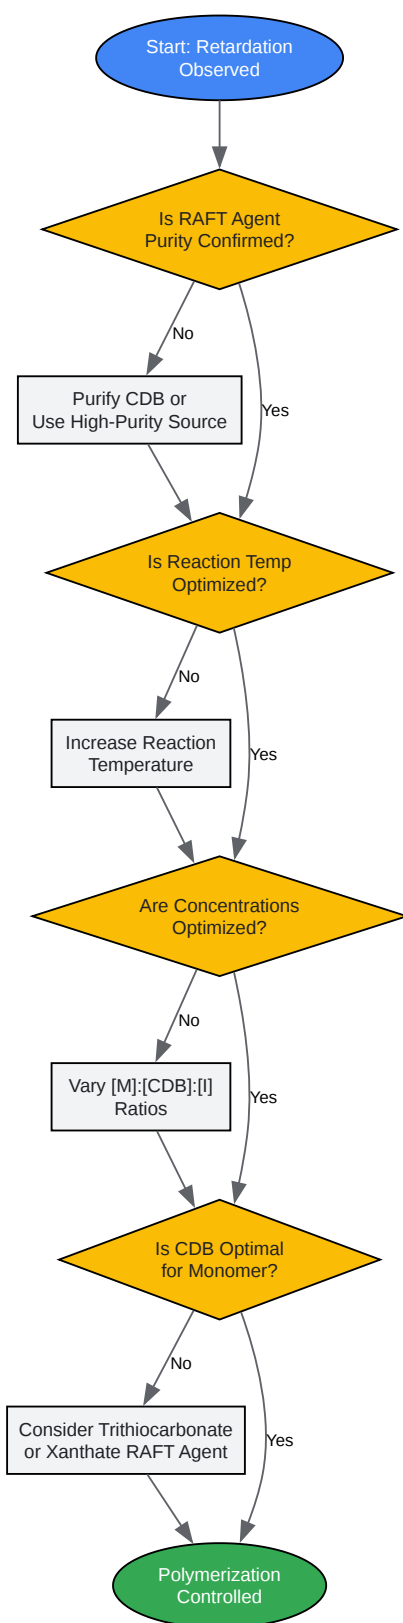 Start: Retardation
Observed
Is RAFT Agent
Purity Confirmed?
No
Purify CDB or
Use High-Purity Source
Yes
Is Reaction Temp
Optimized?
No
Increase Reaction
Temperature
Yes
Are Concentrations
Optimized?
No
Vary [M]:[CDB]:[I]
Ratios
Yes
Is CDB Optimal
for Monomer?
No
Consider Trithiocarbonate
or Xanthate RAFT Agent
Yes
Polymerization
Controlled